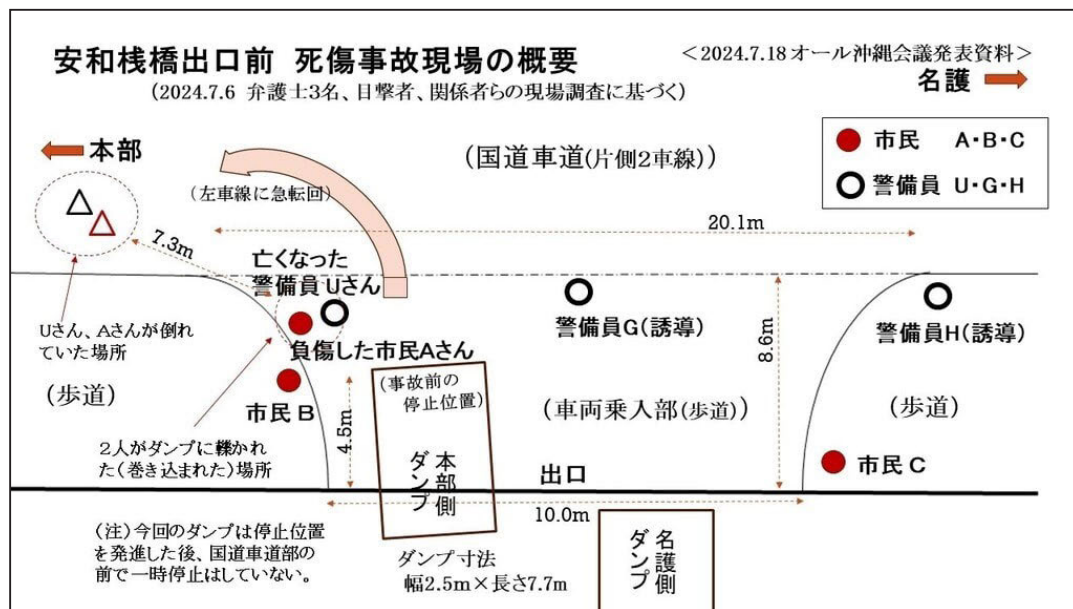 安和桟橋出口前 死傷事故現場の概要
<2024.7.18オール沖縄会議発表資料>
(2024.7.6 弁護士3名、目撃者、関係者らの現場調査に基づく)
名護
本部
(国道車道(片側2車線))
市民 A・B・C
警備員 U・G・H
(左車線に急転回)
20.1m
7.3m
亡くなった
警備員Uさん
Uさん、Aさんが倒れ
ていた場所
負傷した市民Aさん
警備員G(誘導)
警備員H(誘導)
8.6m
(歩道)
市民B
4.5m
(事故前の
停止位置)
(車両乗入部(歩道))
(歩道)
2人がダンプに轢かれ
た(巻き込まれた)場所
本部側
ダンプ
出口
市民C
10.0m
(注)今回のダンプは停止位置
を発進した後、国道車道部の
前で一時停止はしていない。
ダンプ寸法
幅2.5m×長さ7.7m
名護側
ダンプ